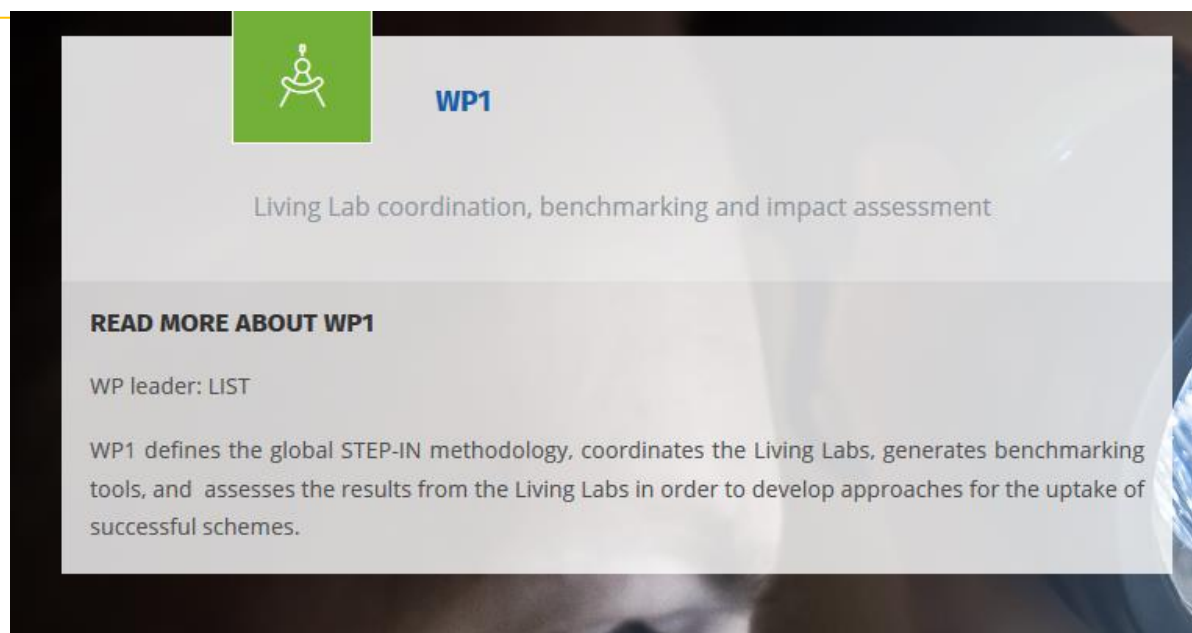 WP1
Living Lab coordination, benchmarking and impact assessment
READ MORE ABOUT WP1
WP leader: LIST
WP1 defines the global STEP-IN methodology, coordinates the Living Labs, generates benchmarking
tools, and  assesses the results from the Living Labs in order to develop approaches for the uptake of
successful schemes.